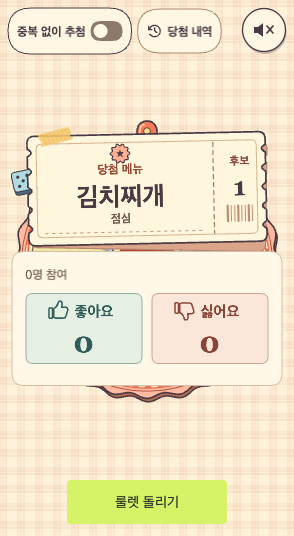 중복 없이 추첨
당첨 내역
당첨 메뉴
김치찌개
점심
후보
1
0명 참여
좋아요
0
싫어요
0
룰렛 돌리기